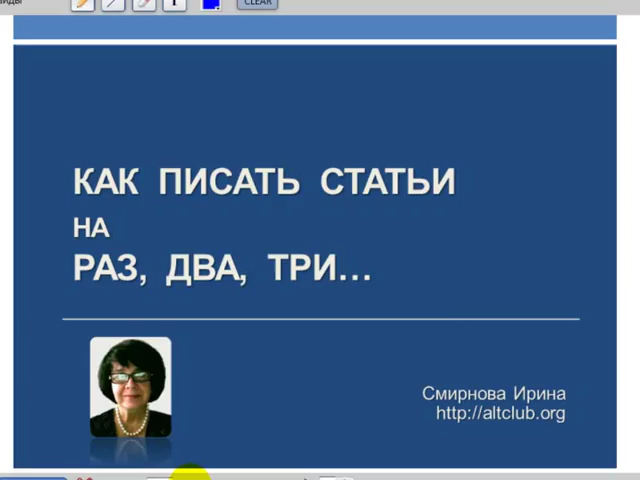 CLEAR
КАК ПИСАТЬ СТАТЬИ
НА
РАЗ, ДВА, ТРИ...
Смирнова Ирина
http://altclub.org